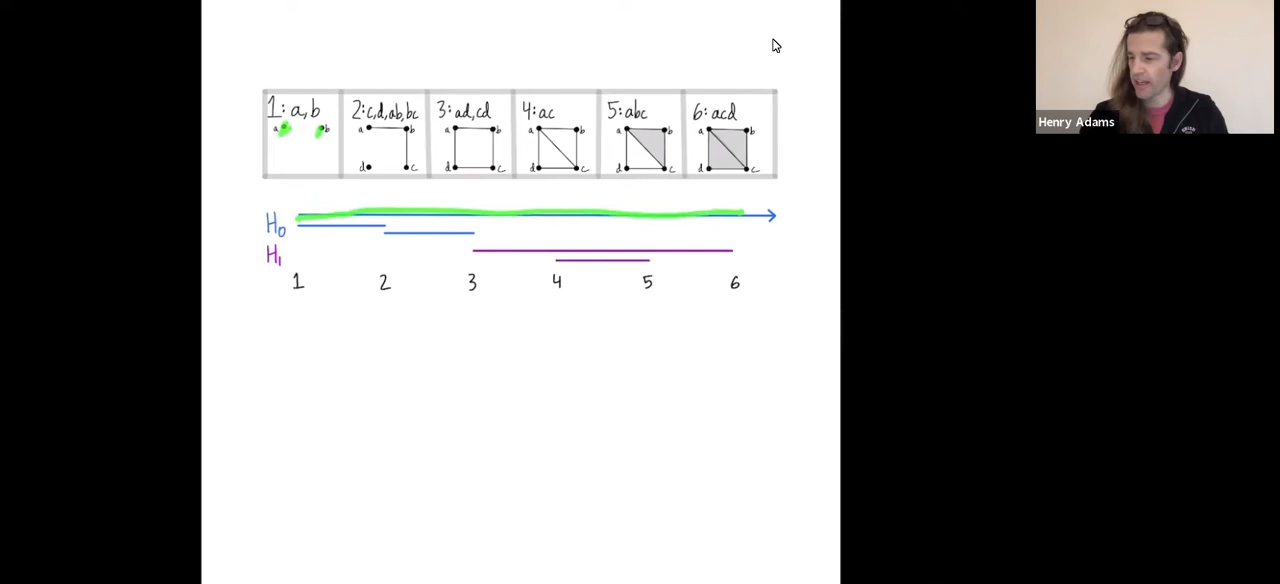 1: a,b 2: c,d,ab,bc 3: ad,cd 4: ac 5: abc 6: acd
a b a b a b a b a b a b
d c d c d c d c d c
H₀
H₁
1 2 3 4 5 6
Henry Adams